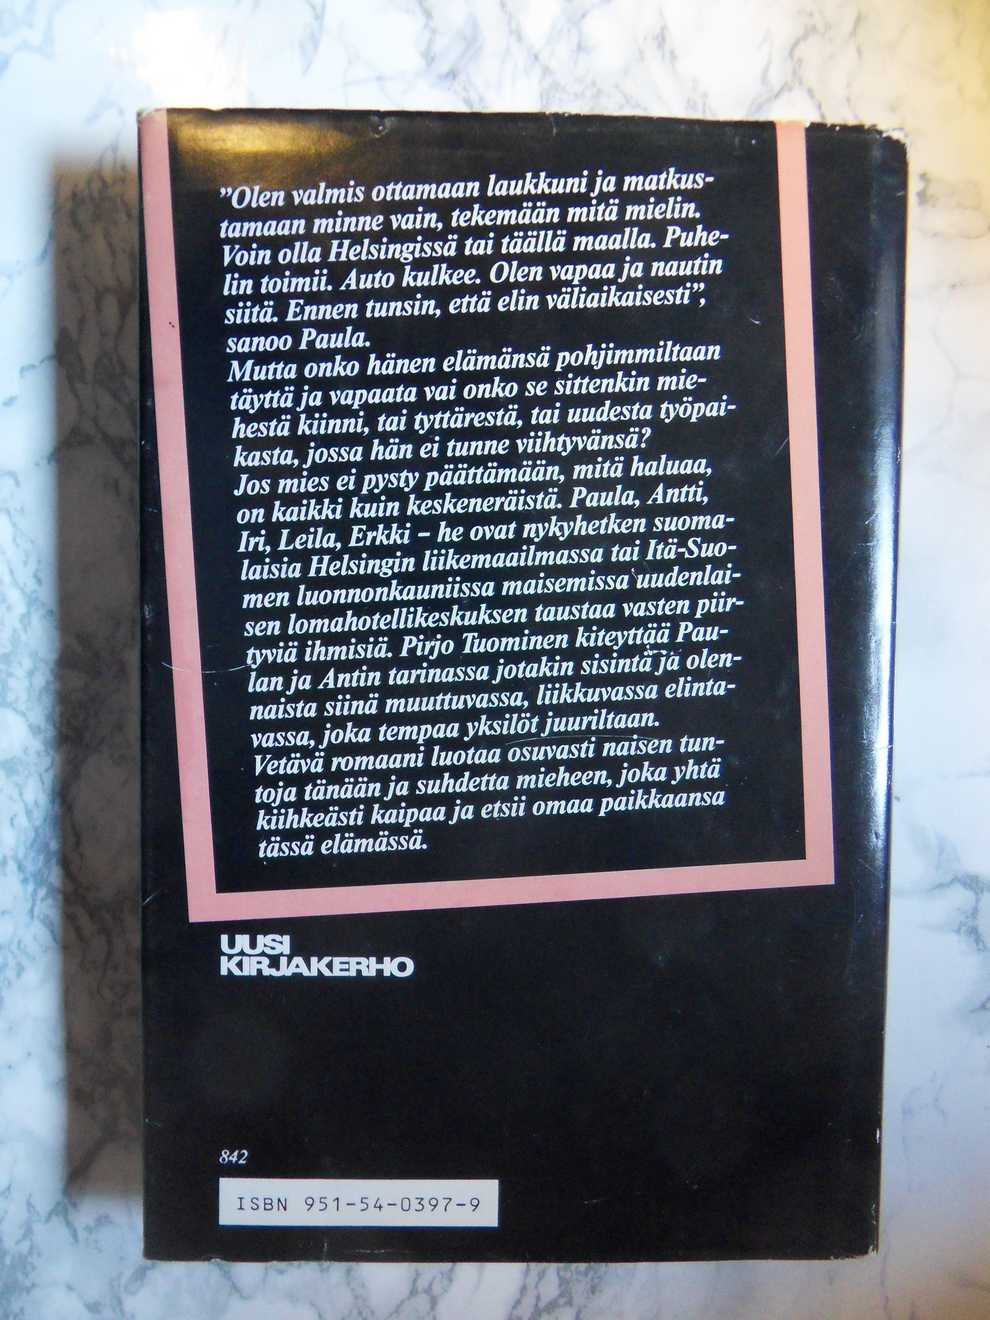 ”Olen valmis ottamaan laukkuni ja matkus-
tamaan minne vain, tekemään mitä mielin.
Voin olla Helsingissä tai täällä maalla. Puhe-
lin toimii. Auto kulkee. Olen vapaa ja nautin
siitä. Ennen tunsin, että elin väliaikaisesti”,
sanoo Paula.
Mutta onko hänen elämänsä pohjimmiltaan
täyttä ja vapaata vai onko se sittenkin mie-
hestä kiinni, tai tyttärestä, tai uudesta työpai-
kasta, jossa hän ei tunne viihtyvänsä?
Jos mies ei pysty päättämään, mitä haluaa,
on kaikki kuin keskeneräistä. Paula, Antti,
Iri, Leila, Erkki – he ovat nykyhetken suoma-
laisia Helsingin liikemaailmassa tai Itä-Suo-
men luonnonkauniissa maisemissa uudenlai-
sen lomahotellikeskuksen taustaa vasten piir-
tyviä ihmisiä. Pirjo Tuominen kiteyttää Pau-
lan ja Antin tarinassa jotakin sisintä ja olen-
naista siinä muuttuvassa, liikkuvassa elinta-
vassa, joka tempaa yksilöt juuriltaan.
Vetävä romaani luotaa osuvasti naisen tun-
toja tänään ja suhdetta mieheen, joka yhtä
kiihkeästi kaipaa ja etsii omaa paikkaansa
tässä elämässä.
UUSI
KIRJAKERHO
842
ISBN 951-54-0397-9